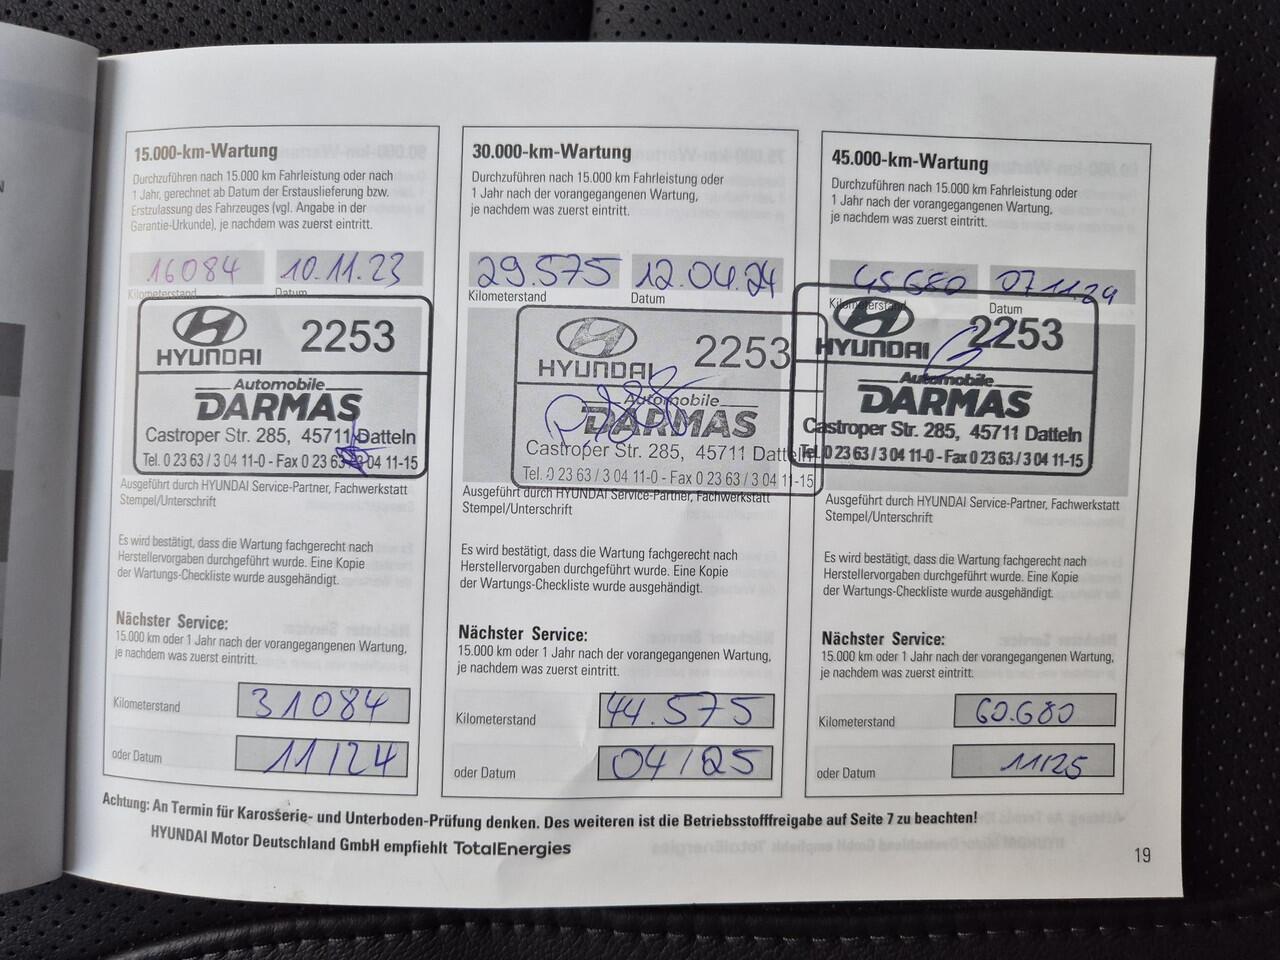 15.000-km-Wartung
Durchzuführen nach 15.000 km Fahrleistung oder nach
1 Jahr, gerechnet ab Datum der Erstauslieferung bzw.
Erstzulassung des Fahrzeuges (vgl. Angabe in der
Garantie-Urkunde), je nachdem was zuerst eintritt.
16084 10.11.23
Kilometerstand Datum
HYUNDAI 2253
Automobile
DARMAS
Castroper Str. 285, 45711 Datteln
Tel. 0 23 63 / 3 04 11-0 - Fax 0 23 63 / 3 04 11-15
Ausgeführt durch HYUNDAI Service-Partner, Fachwerkstatt
Stempel/Unterschrift
Es wird bestätigt, dass die Wartung fachgerecht nach
Herstellervorgaben durchgeführt wurde. Eine Kopie
der Wartungs-Checkliste wurde ausgehändigt.
Nächster Service:
15.000 km oder 1 Jahr nach der vorangegangenen Wartung,
je nachdem was zuerst eintritt.
Kilometerstand 31084
oder Datum 11/24
30.000-km-Wartung
Durchzuführen nach 15.000 km Fahrleistung oder
1 Jahr nach der vorangegangenen Wartung,
je nachdem was zuerst eintritt.
29.575 12.04.24
Kilometerstand Datum
HYUNDAI 2253
Automobile
DARMAS
Castroper Str. 285, 45711 Datteln
Tel. 0 23 63 / 3 04 11-0 - Fax 0 23 63 / 3 04 11-15
Ausgeführt durch HYUNDAI Service-Partner, Fachwerkstatt
Stempel/Unterschrift
Es wird bestätigt, dass die Wartung fachgerecht nach
Herstellervorgaben durchgeführt wurde. Eine Kopie
der Wartungs-Checkliste wurde ausgehändigt.
Nächster Service:
15.000 km oder 1 Jahr nach der vorangegangenen Wartung,
je nachdem was zuerst eintritt.
Kilometerstand 44.575
oder Datum 04/25
45.000-km-Wartung
Durchzuführen nach 15.000 km Fahrleistung oder
1 Jahr nach der vorangegangenen Wartung,
je nachdem was zuerst eintritt.
45680 07.11.24
Kilometerstand Datum
HYUNDAI 2253
Automobile
DARMAS
Castroper Str. 285, 45711 Datteln
Tel. 0 23 63 / 3 04 11-0 - Fax 0 23 63 / 3 04 11-15
Ausgeführt durch HYUNDAI Service-Partner, Fachwerkstatt
Stempel/Unterschrift
Es wird bestätigt, dass die Wartung fachgerecht nach
Herstellervorgaben durchgeführt wurde. Eine Kopie
der Wartungs-Checkliste wurde ausgehändigt.
Nächster Service:
15.000 km oder 1 Jahr nach der vorangegangenen Wartung,
je nachdem was zuerst eintritt.
Kilometerstand 60.680
oder Datum 11/25
Achtung: An Termin für Karosserie- und Unterboden-Prüfung denken. Des weiteren ist die Betriebsstofffreigabe auf Seite 7 zu beachten!
HYUNDAI Motor Deutschland GmbH empfiehlt TotalEnergies
19